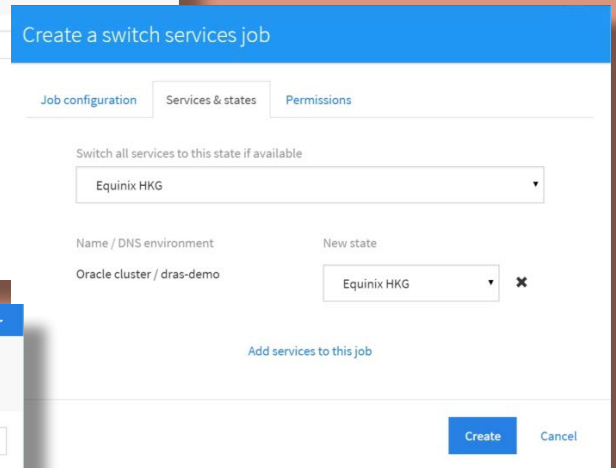 Create a switch services job
Job configuration Services & states Permissions
Switch all services to this state if available
Equinix HKG
Name / DNS environment New state
Oracle cluster / dras-demo Equinix HKG ✖
Add services to this job
Create Cancel